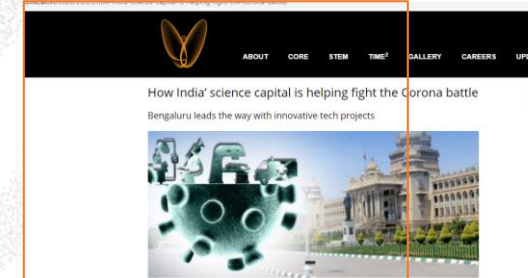 ABOUT CORE STEM TIME² GALLERY CAREERS
How India' science capital is helping fight the Corona battle
Bengaluru leads the way with innovative tech projects